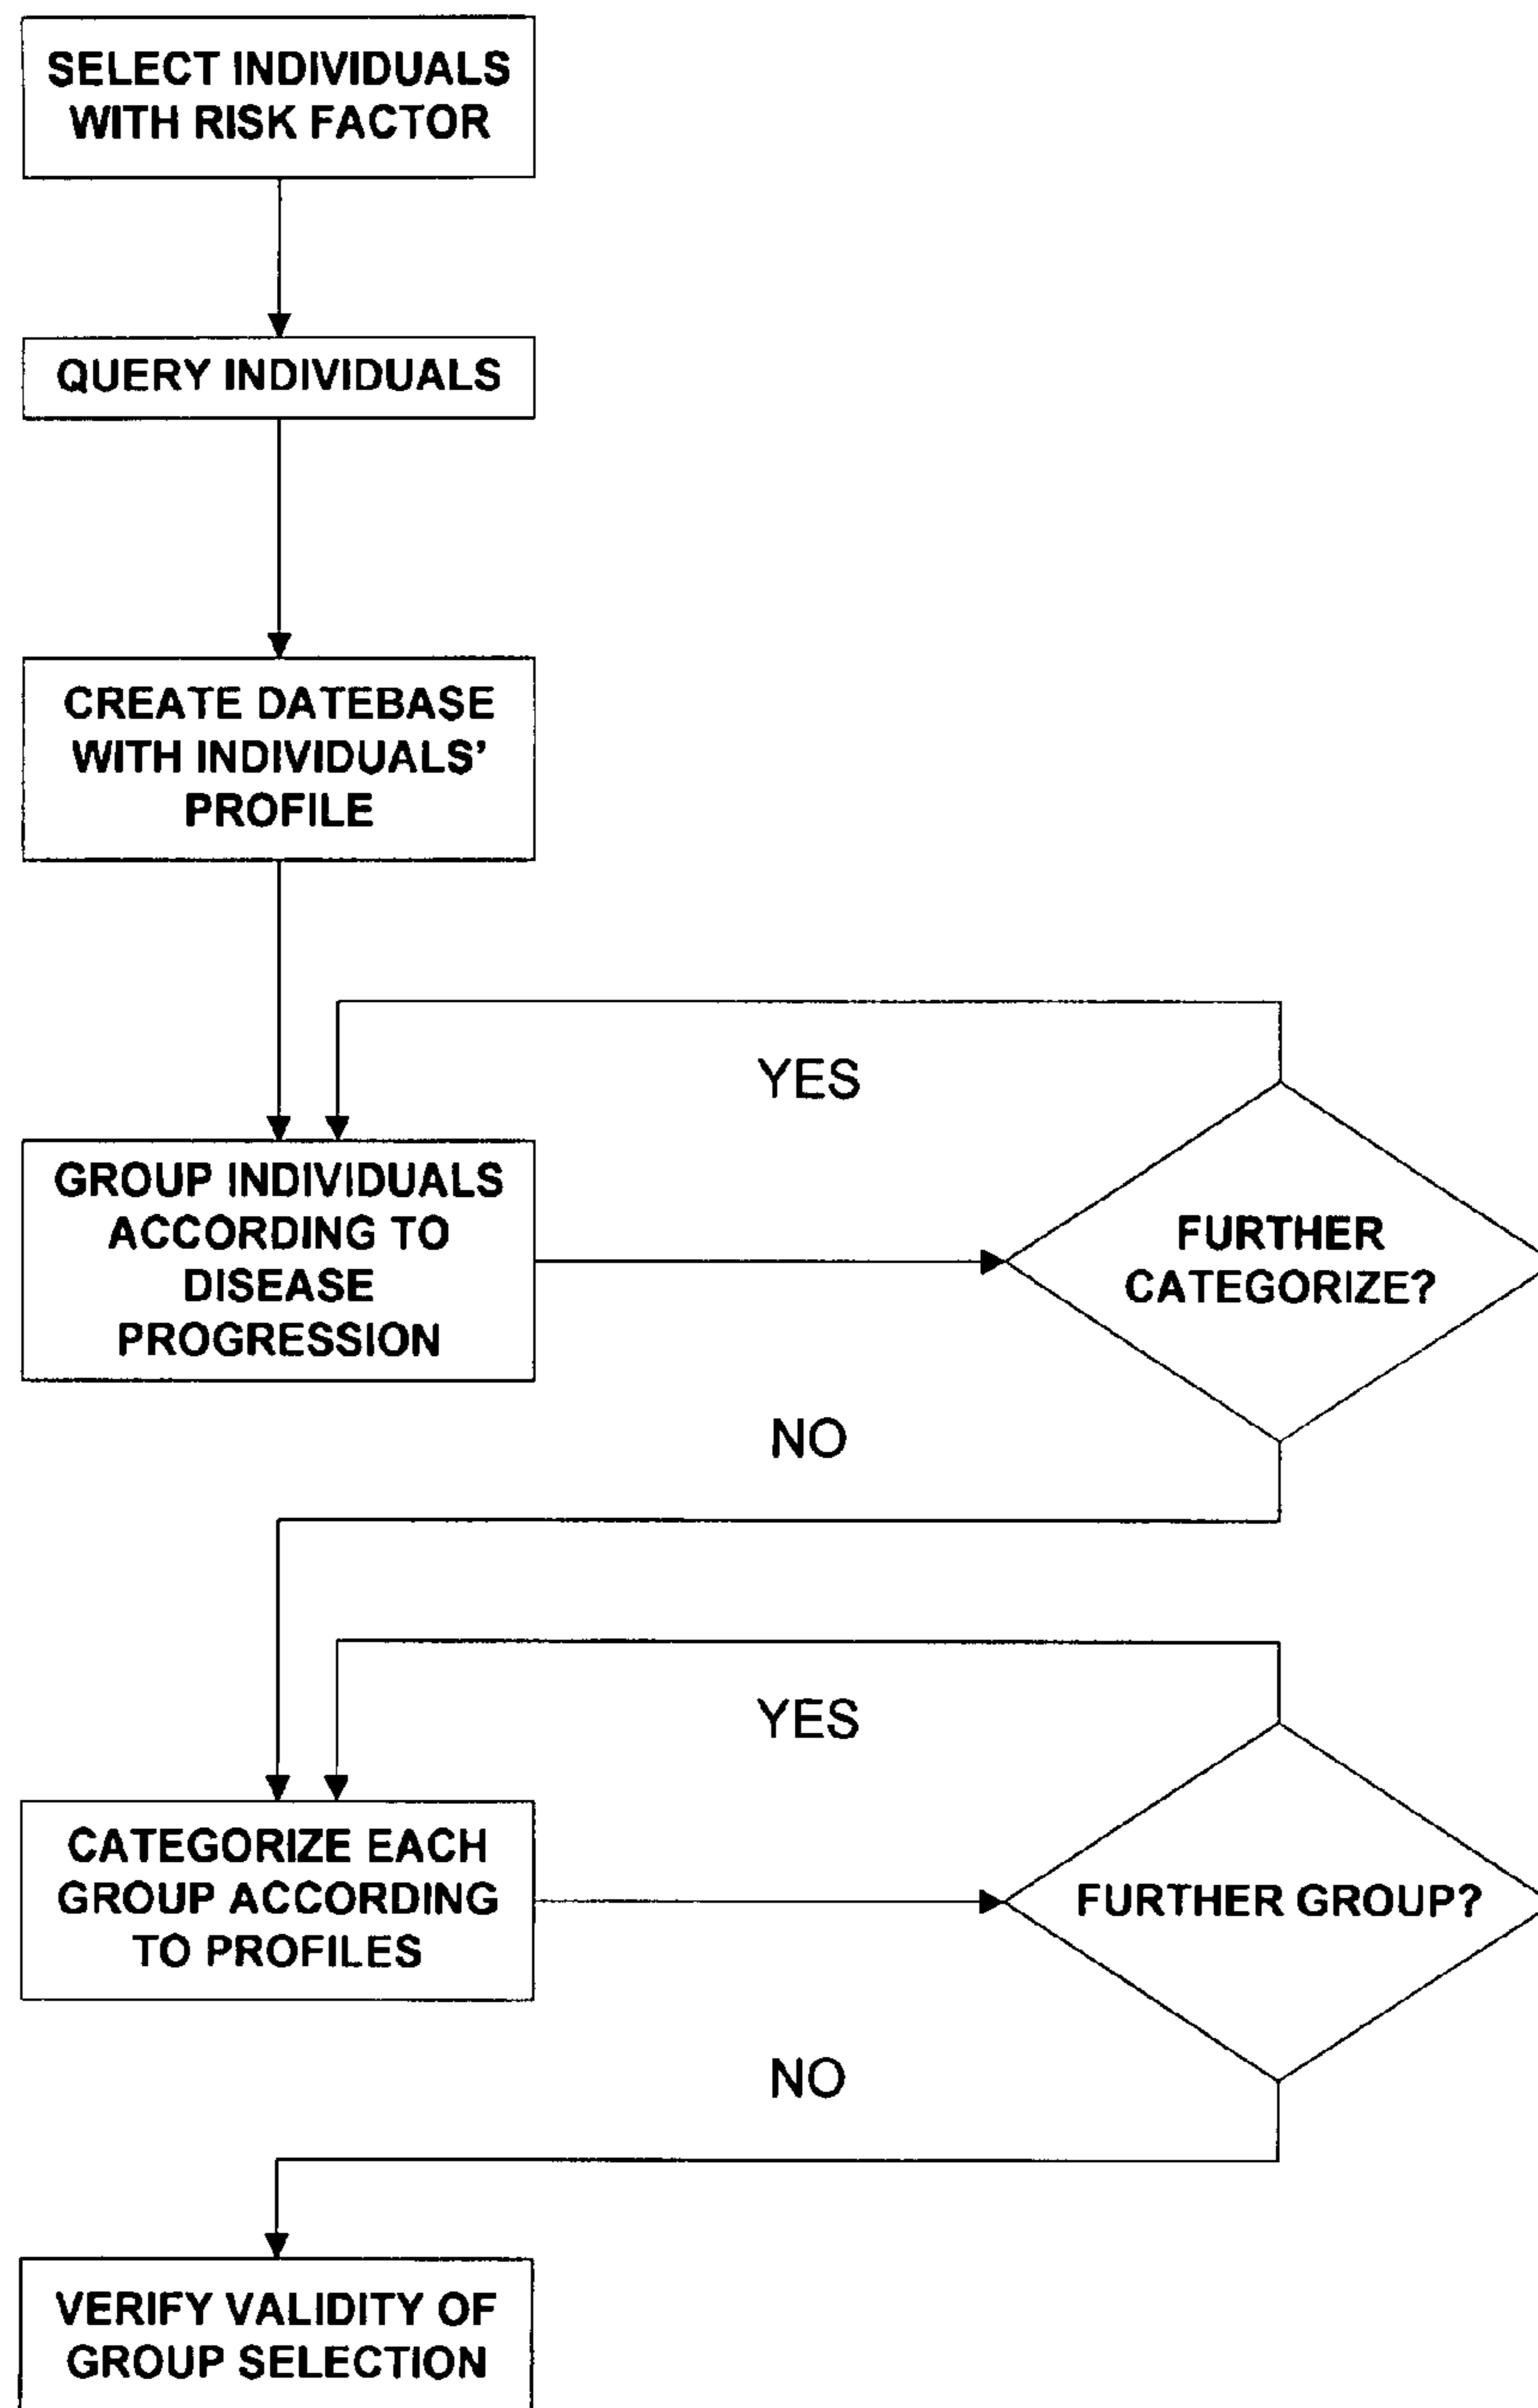 SELECT INDIVIDUALS
WITH RISK FACTOR
QUERY INDIVIDUALS
CREATE DATEBASE
WITH INDIVIDUALS'
PROFILE
YES
GROUP INDIVIDUALS
ACCORDING TO
DISEASE
PROGRESSION
FURTHER
CATEGORIZE?
NO
YES
CATEGORIZE EACH
GROUP ACCORDING
TO PROFILES
FURTHER GROUP?
NO
VERIFY VALIDITY OF
GROUP SELECTION